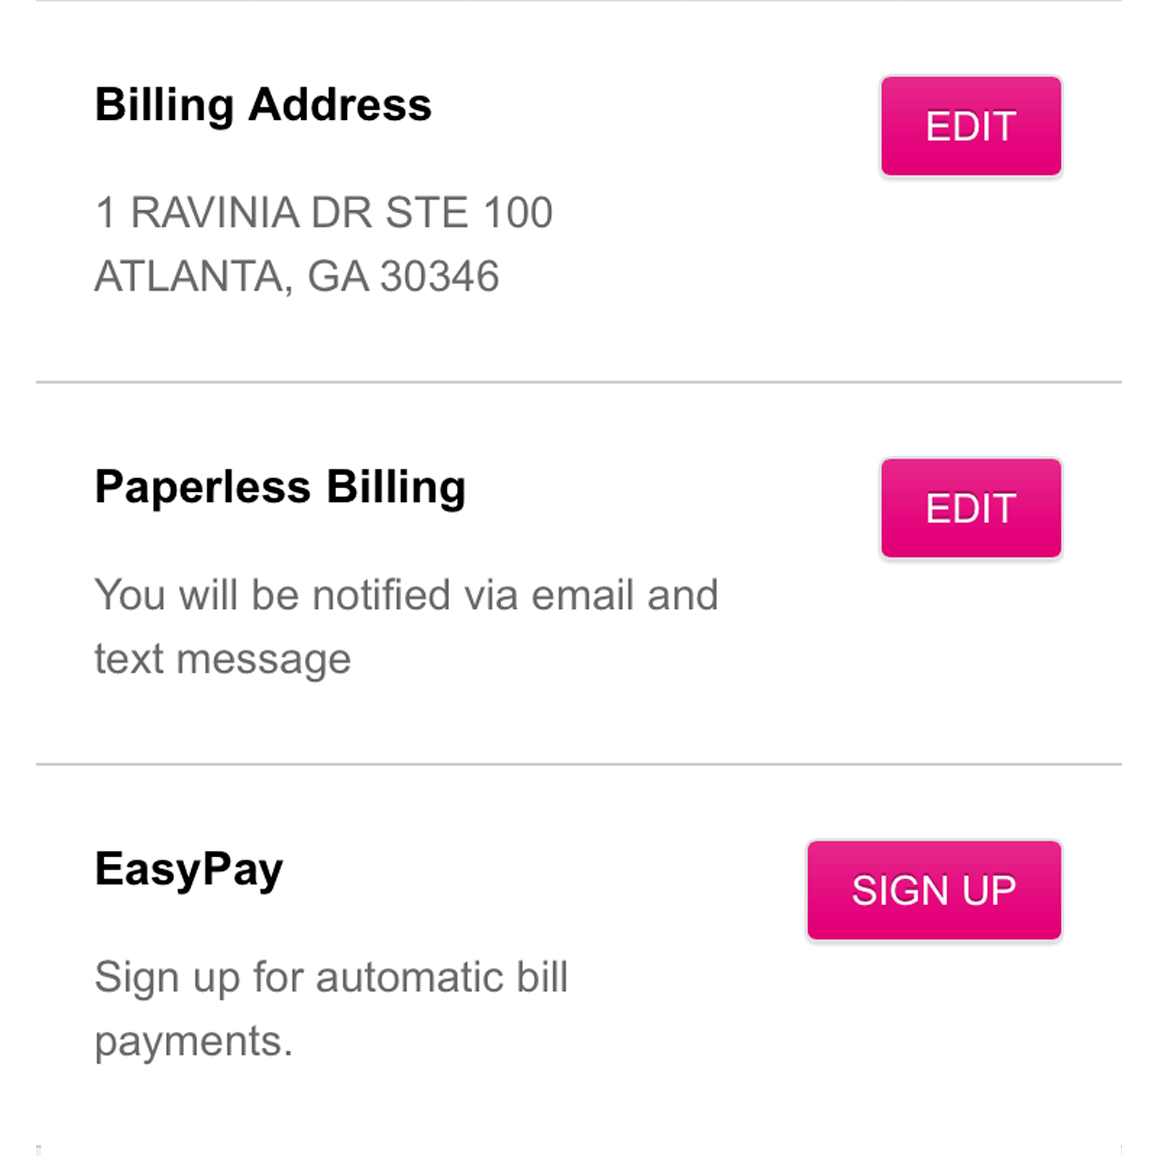 Billing Address
EDIT
1 RAVINIA DR STE 100
ATLANTA, GA 30346
Paperless Billing
EDIT
You will be notified via email and
text message
EasyPay
SIGN UP
Sign up for automatic bill
payments.